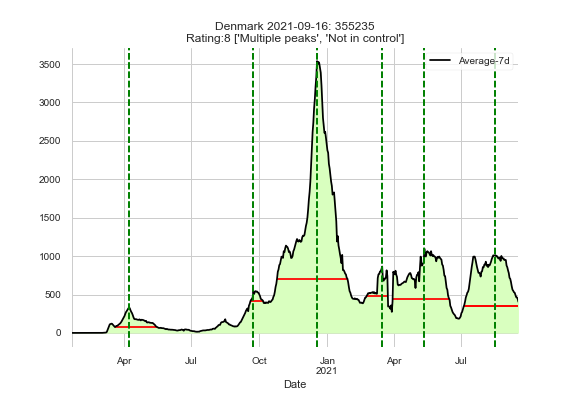 Denmark 2021-09-16: 355235
Rating:8 ['Multiple peaks', 'Not in control']
Average-7d
3500
3000
2500
2000
1500
1000
500
0
Apr Jul Oct Jan Apr Jul
2021
Date